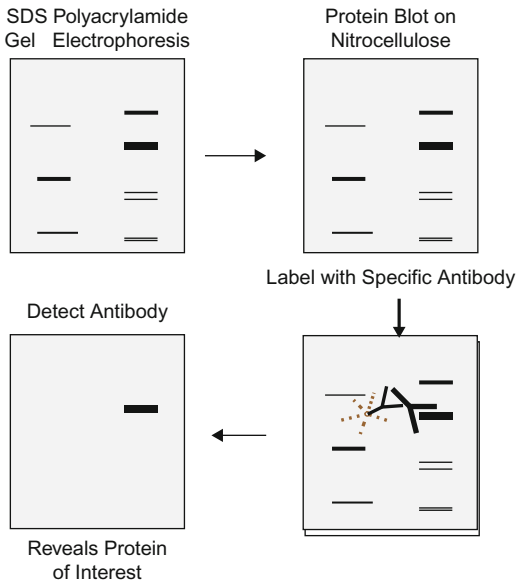 SDS Polyacrylamide
Gel Electrophoresis
Protein Blot on
Nitrocellulose
Label with Specific Antibody
Detect Antibody
Reveals Protein
of Interest